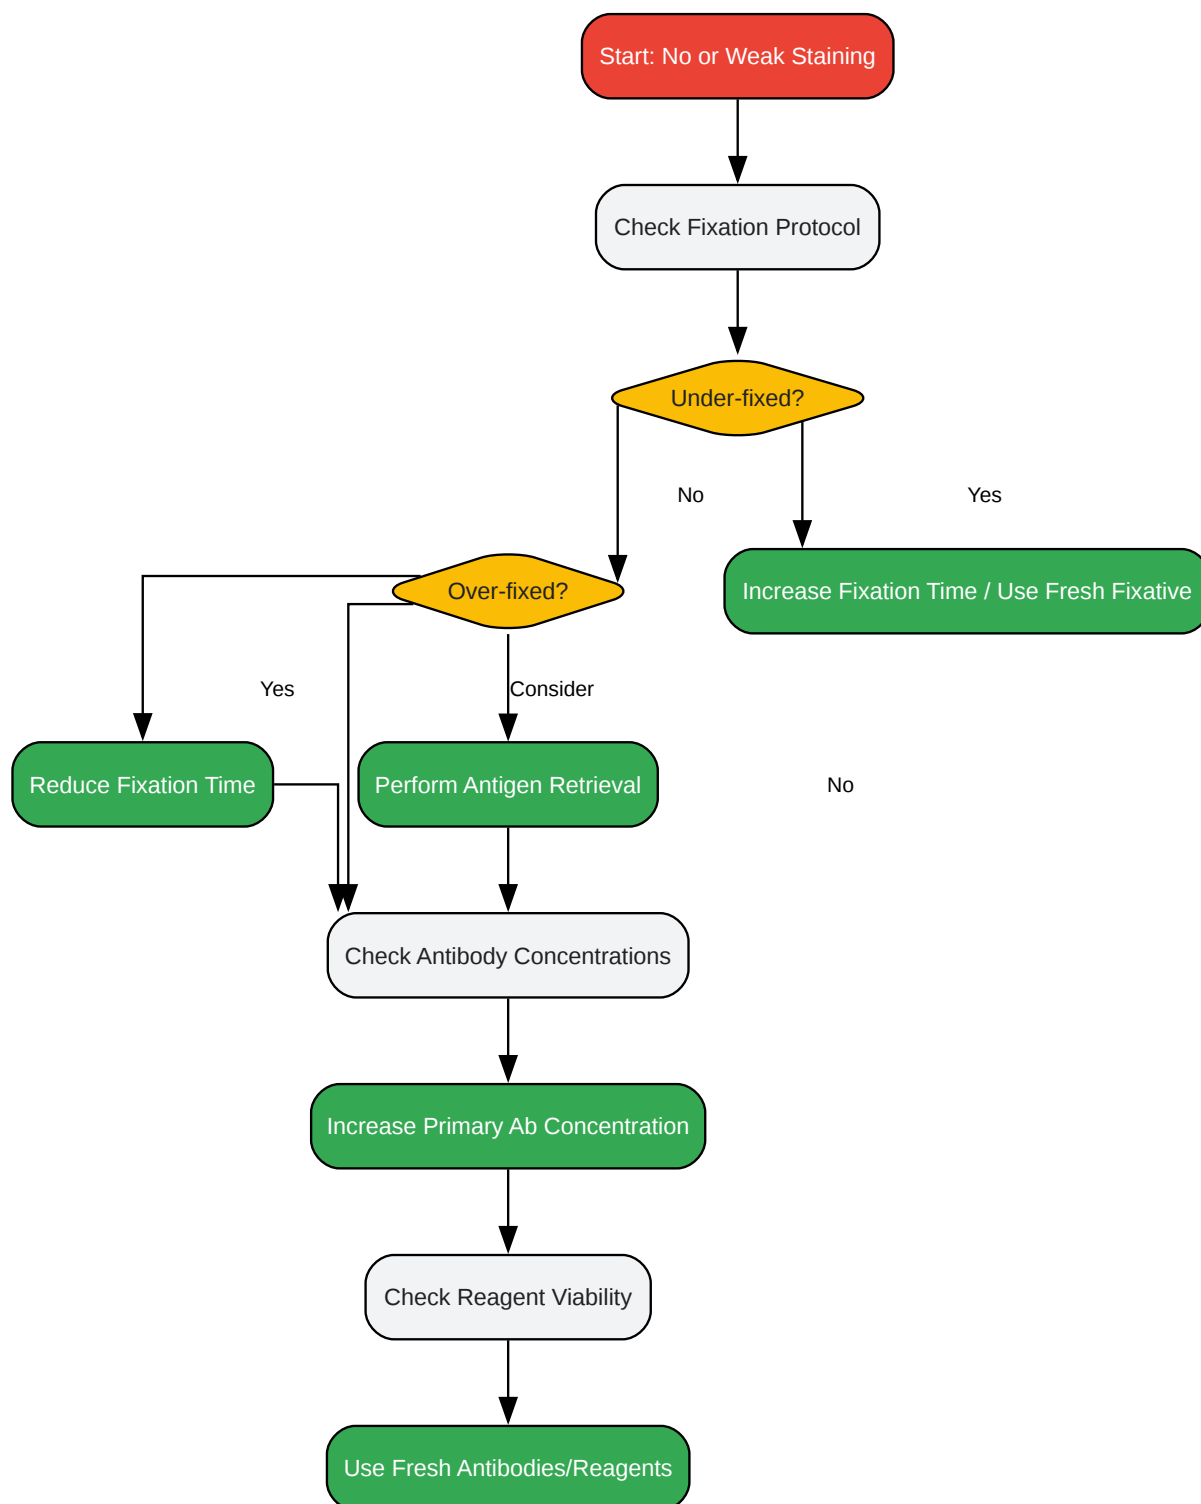 Start: No or Weak Staining
Check Fixation Protocol
Under-fixed?
No
Yes
Over-fixed?
Increase Fixation Time / Use Fresh Fixative
Yes
Consider
Reduce Fixation Time
Perform Antigen Retrieval
No
Check Antibody Concentrations
Increase Primary Ab Concentration
Check Reagent Viability
Use Fresh Antibodies/Reagents